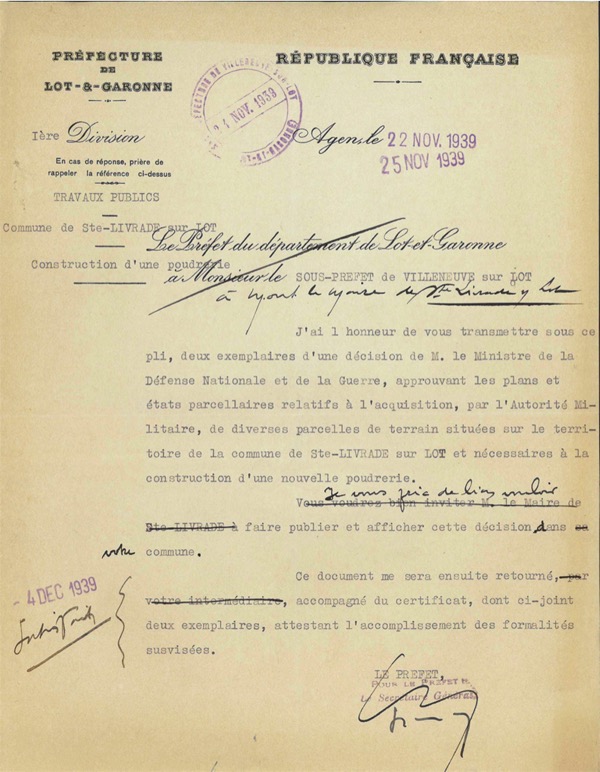 PRÉFECTURE
DE
LOT-&-GARONNE
RÉPUBLIQUE FRANÇAISE
24 NOV. 1939
Ière Division
Agen, le 22 NOV. 1939
25 NOV 1939
En cas de réponse, prière de
rappeler la référence ci-dessus
TRAVAUX PUBLICS
Commune de Ste-LIVRADE sur LOT
Le Préfet du département de Lot-et-Garonne
Construction d'une poudrerie
à Monsieur le SOUS-PREFET de VILLENEUVE sur LOT
à Mons. le Maire de Ste Livrade s/ Lot
J'ai l honneur de vous transmettre sous ce
pli, deux exemplaires d'une décision de M. le Ministre de la
Défense Nationale et de la Guerre, approuvant les plans et
états parcellaires relatifs à l'acquisition, par l'Autorité Mi-
litaire, de diverses parcelles de terrain situées sur le terri-
toire de la commune de Ste-LIVRADE sur LOT et nécessaires à la
construction d'une nouvelle poudrerie.
Je vous prie de bien vouloir
Vous voudrez bien inviter M. le Maire de
Ste-LIVRADE à faire publier et afficher cette décision dans sa
votre commune.
Ce document me sera ensuite retourné, par
votre intermédiaire, accompagné du certificat, dont ci-joint
deux exemplaires, attestant l'accomplissement des formalités
susvisées.
- 4 DEC 1939
LE PREFET,
POUR LE PREFET
Le Secrétaire Général,